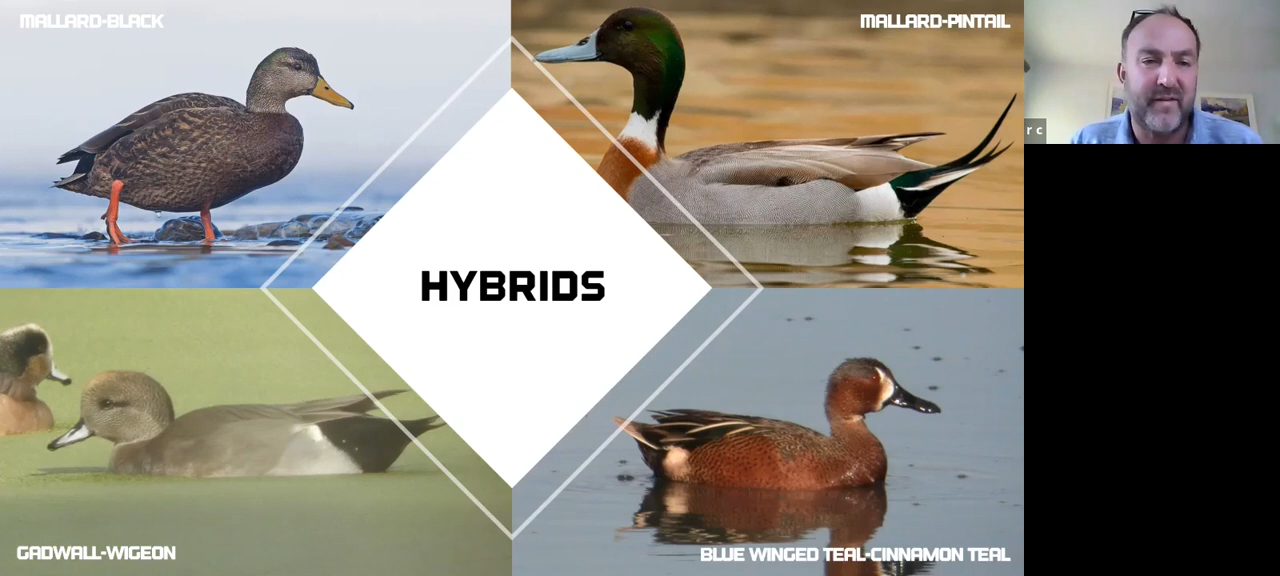 MALLARD-BLACK
MALLARD-PINTAIL
r c
HYBRIDS
GADWALL-WIGEON
BLUE WINGED TEAL-CINNAMON TEAL